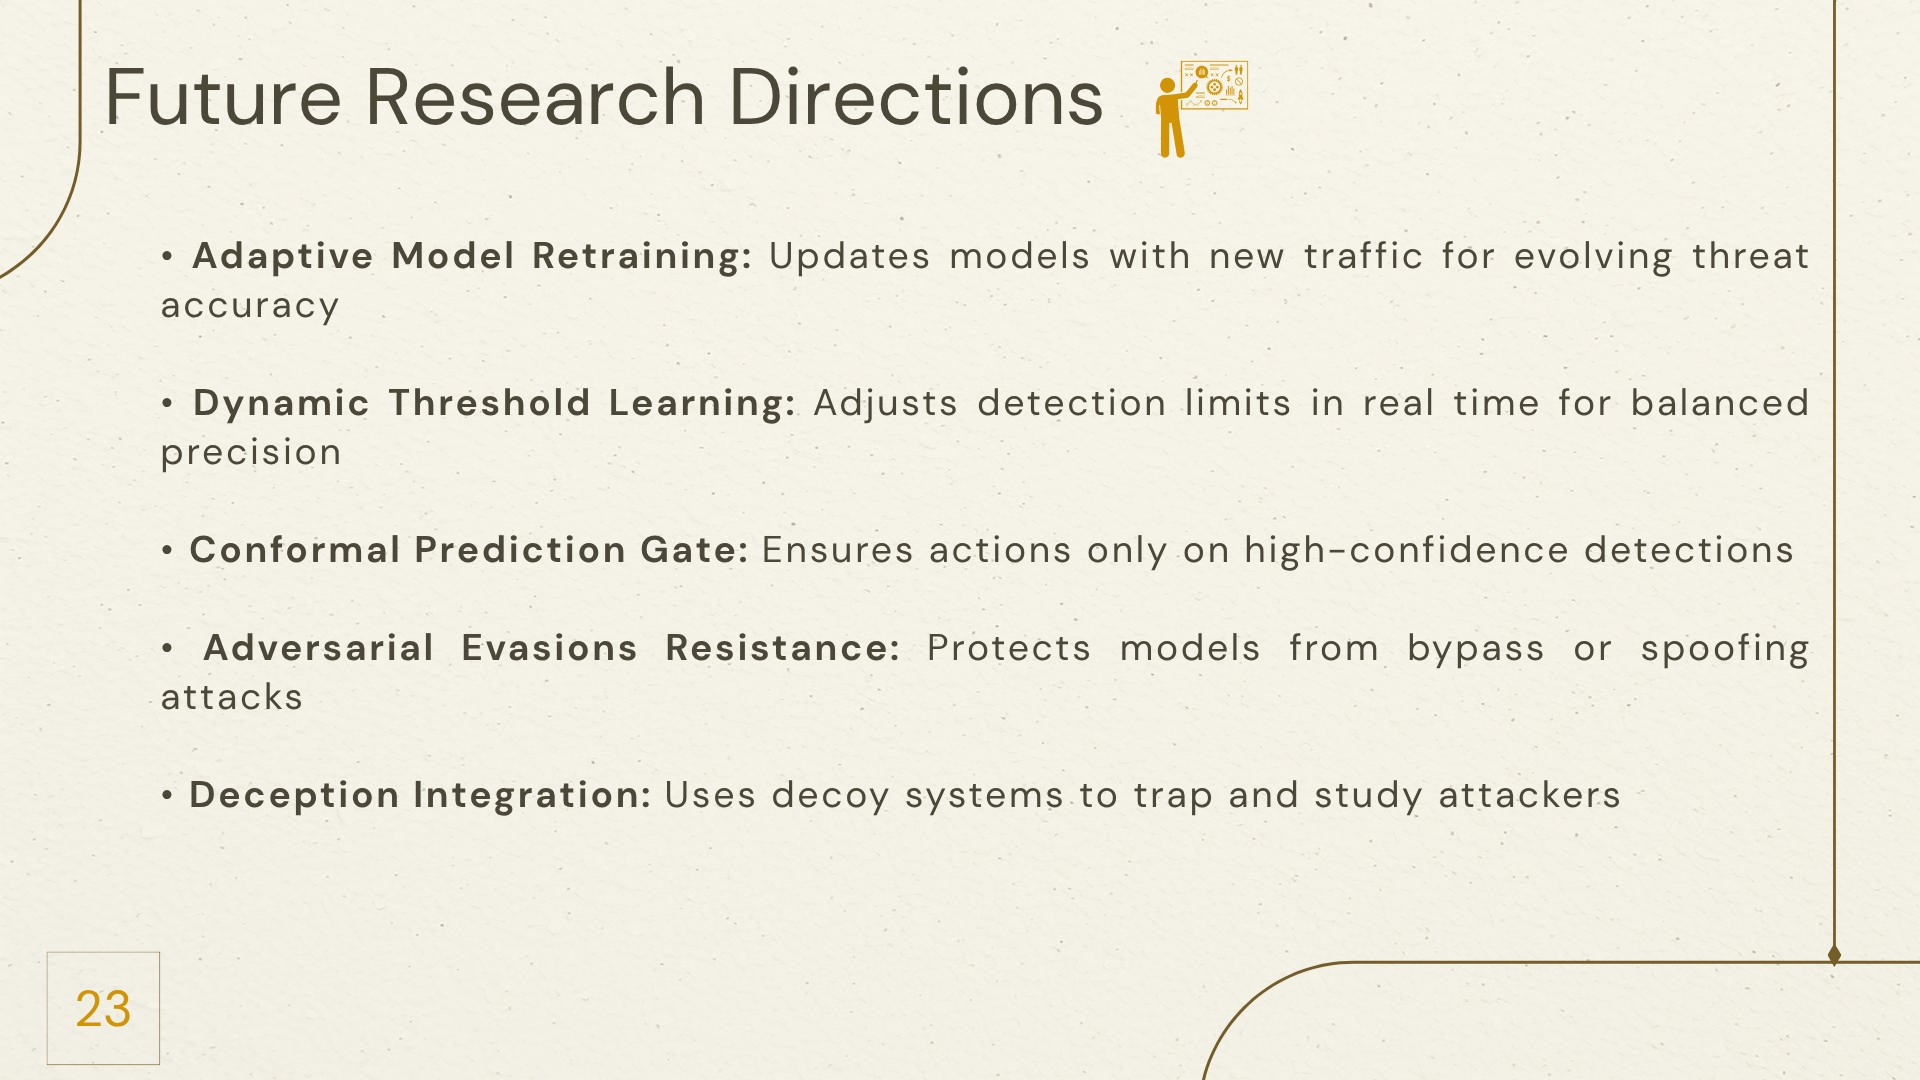 Future Research Directions
• Adaptive Model Retraining: Updates models with new traffic for evolving threat
accuracy
• Dynamic Threshold Learning: Adjusts detection limits in real time for balanced
precision
• Conformal Prediction Gate: Ensures actions only on high-confidence detections
• Adversarial Evasions Resistance: Protects models from bypass or spoofing
attacks
• Deception Integration: Uses decoy systems to trap and study attackers
23